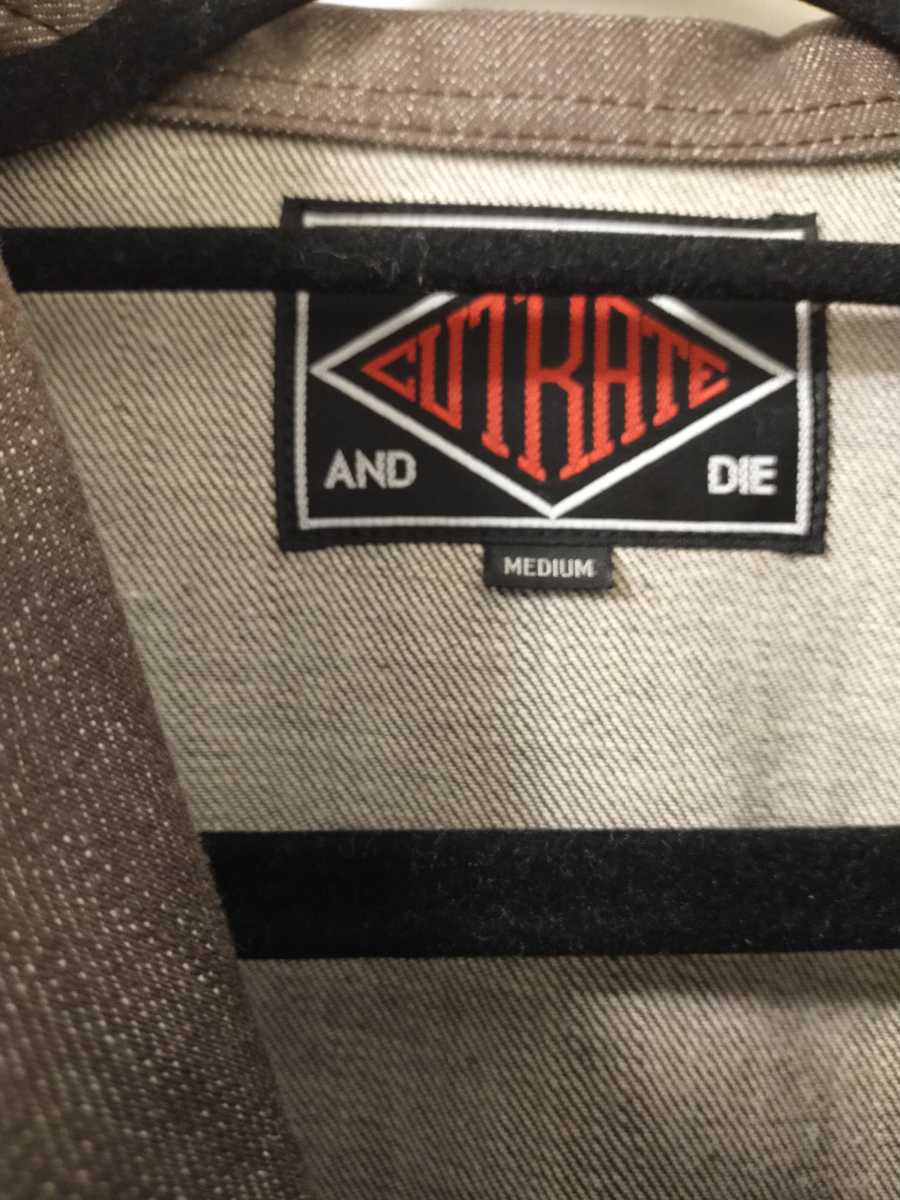 CUTRATE
AND DIE
MEDIUM